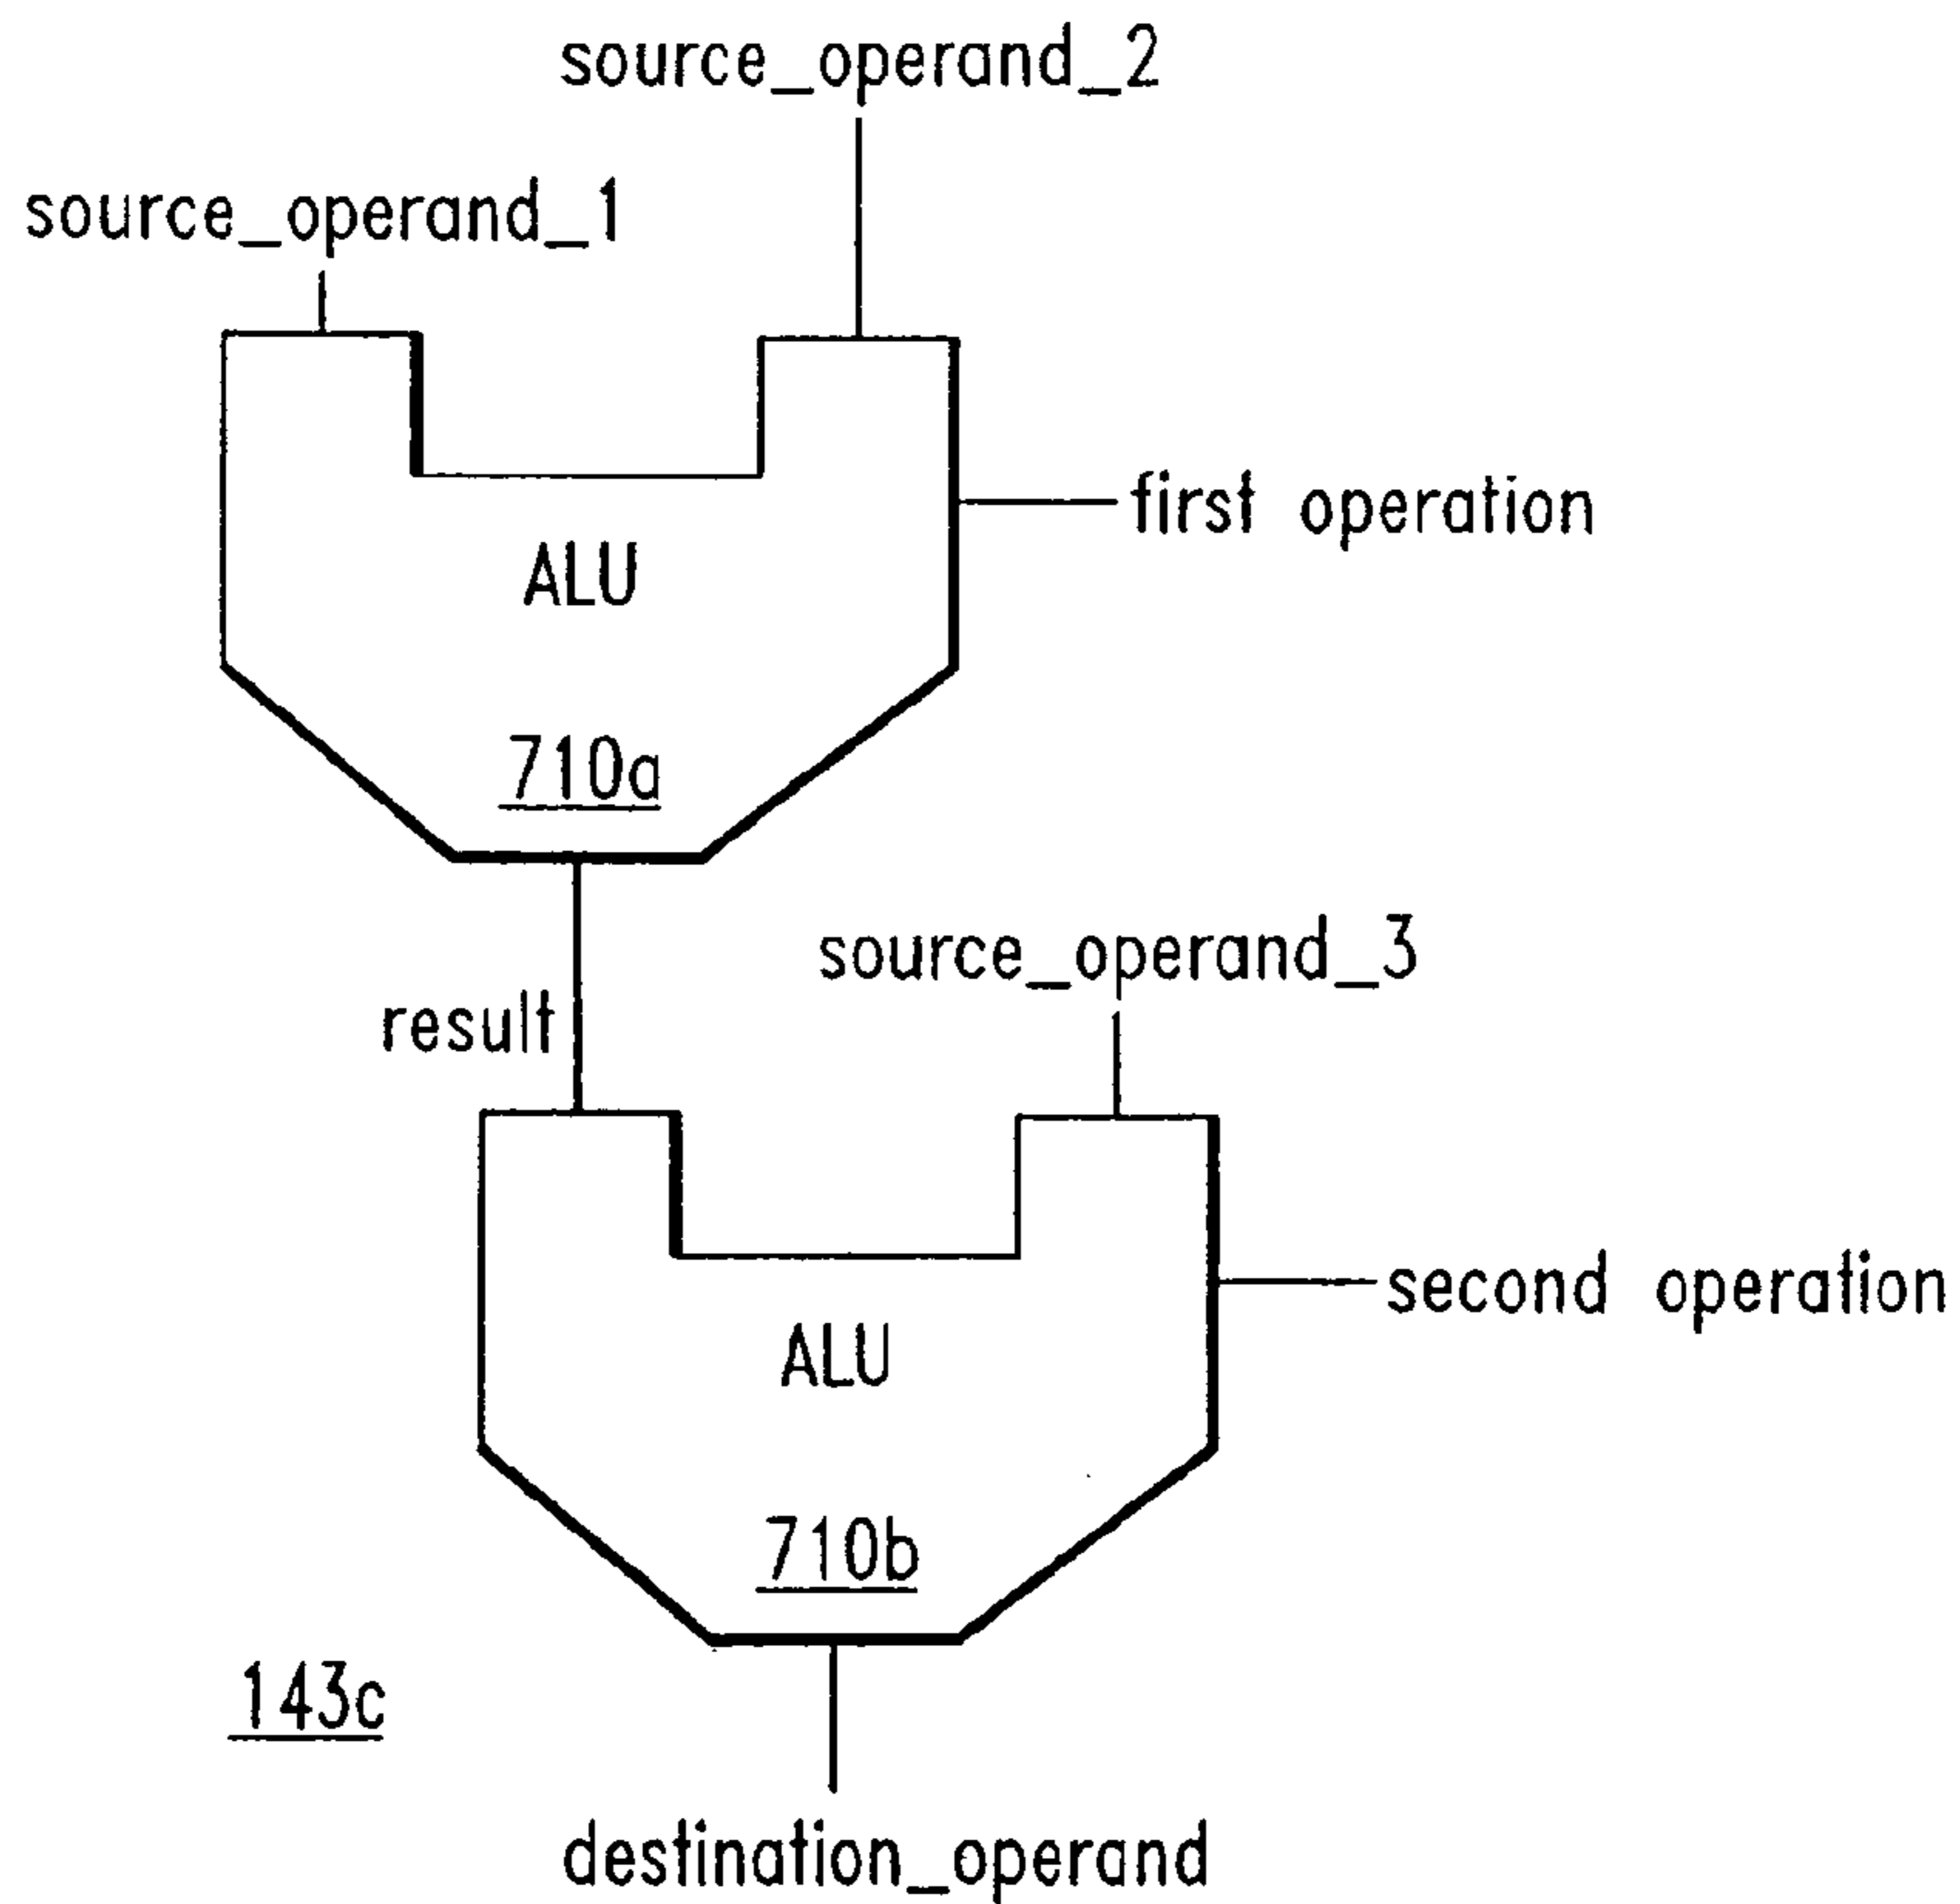 source_operand_2
source_operand_1
first operation
ALU
710a
source_operand_3
result
second operation
ALU
710b
143c
destination_operand